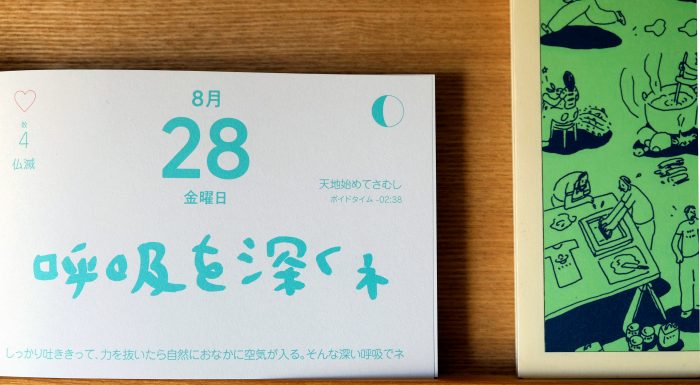 8月
28
金曜日
数
4
仏滅
天地始めてさむし
ボイドタイム -02:38
呼吸を深くネ
しっかり吐ききって、力を抜いたら自然におなかに空気が入る。そんな深い呼吸でネ